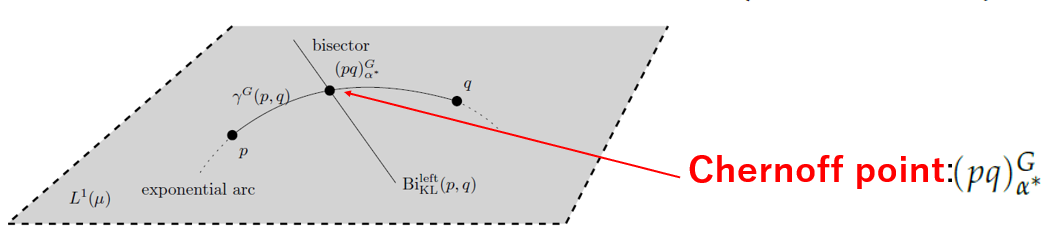 bisector
(pq)^G_{α*}
q
γ^G(p, q)
p
Chernoff point:(pq)^G_{α*}
exponential arc
Bi^{left}_{KL}(p, q)
L^1(μ)